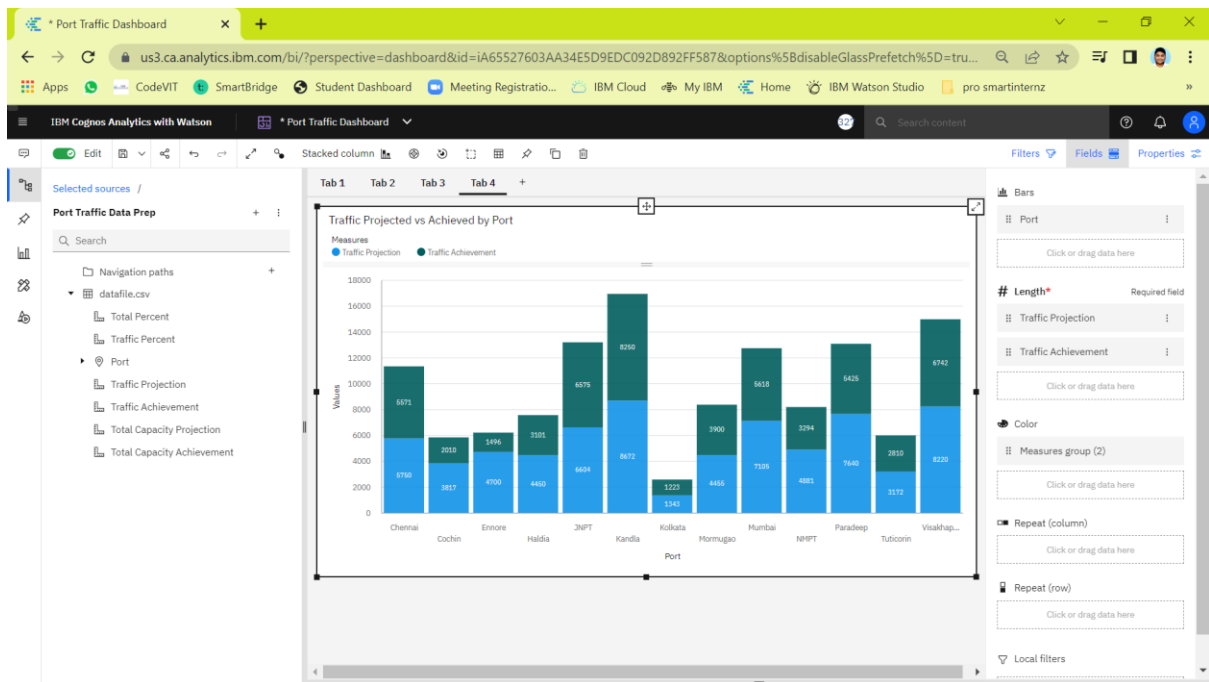 * Port Traffic Dashboard
us3.ca.analytics.ibm.com/bi/?perspective=dashboard&id=iA65527603AA34E5D9EDC092D892FF587&options%5BdisableGlassPrefetch%5D=tru...
Apps CodeVIT SmartBridge Student Dashboard Meeting Registratio... IBM Cloud My IBM Home IBM Watson Studio pro smartinternz »
IBM Cognos Analytics with Watson * Port Traffic Dashboard Search content
Edit Stacked column Filters Fields Properties
Selected sources / Tab 1 Tab 2 Tab 3 Tab 4 +
Port Traffic Data Prep
Search
Navigation paths
datafile.csv
Total Percent
Traffic Percent
Port
Traffic Projection
Traffic Achievement
Total Capacity Projection
Total Capacity Achievement
Traffic Projected vs Achieved by Port
Measures
Traffic Projection Traffic Achievement
Values
18000
16000
14000
12000
10000
8000
6000
4000
2000
0
5571 5750
2010 3817
1496 4700
3101 4450
6575 6604
8250 8672
1223 1343
3900 4455
5618 7105
3294 4881
5425 7640
2810 3172
6742 8220
Chennai Ennore JNPT Kolkata Mumbai Paradeep Visakhap...
Cochin Haldia Kandla Mormugao NMPT Tuticorin
Port
Bars
Port
Click or drag data here
# Length* Required field
Traffic Projection
Traffic Achievement
Click or drag data here
Color
Measures group (2)
Click or drag data here
Repeat (column)
Click or drag data here
Repeat (row)
Click or drag data here
Local filters